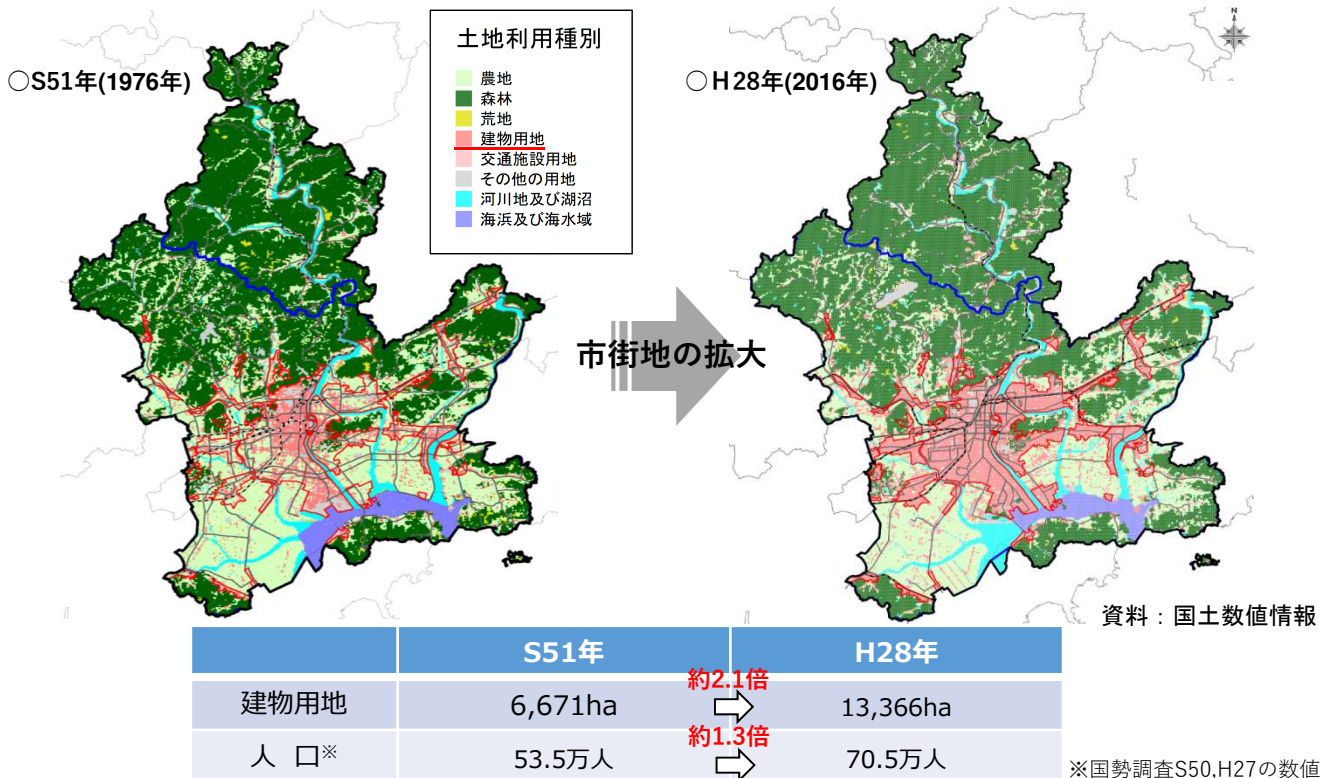 ○S51年(1976年)
土地利用種別
農地
森林
荒地
建物用地
交通施設用地
その他の用地
河川地及び湖沼
海浜及び海水域
○H28年(2016年)
N
市街地の拡大
資料：国土数値情報
S51年 H28年
建物用地 6,671ha 約2.1倍 13,366ha
人 口※ 53.5万人 約1.3倍 70.5万人
※国勢調査S50,H27の数値